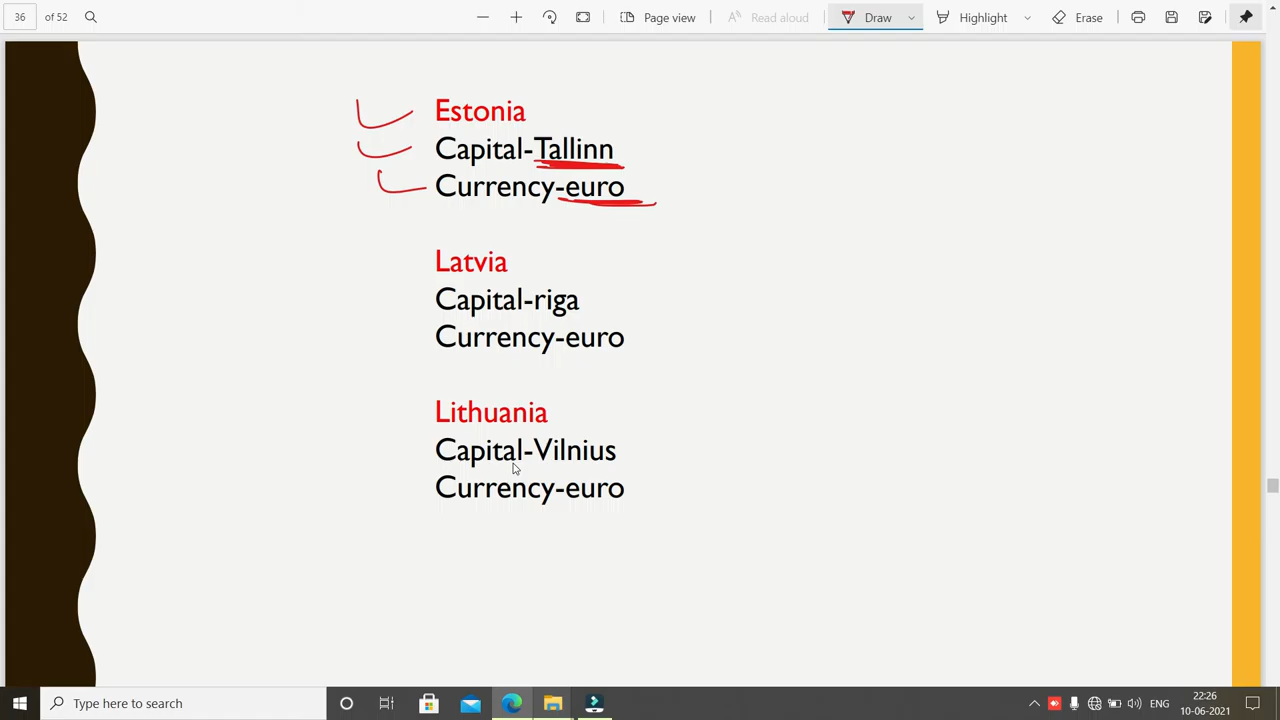 36 of 52
Page view
Read aloud
Draw
Highlight
Erase
Estonia
Capital-Tallinn
Currency-euro
Latvia
Capital-riga
Currency-euro
Lithuania
Capital-Vilnius
Currency-euro
Type here to search
ENG
22:26
10-06-2021